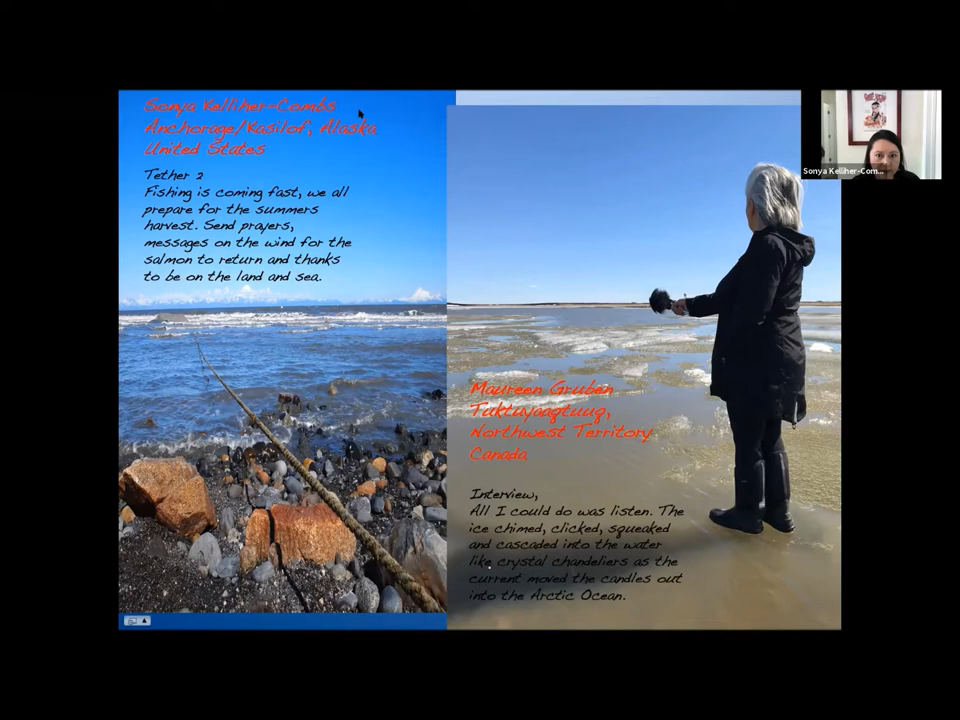 Sonya Kelliher-Combs
Anchorage/Kasilof, Alaska
United States
Tether 2
Fishing is coming fast, we all
prepare for the summers
harvest. Send prayers,
messages on the wind for the
salmon to return and thanks
to be on the land and sea.
Maureen Gruben
Tuktuyaaqtuuq,
Northwest Territory
Canada
Interview,
All I could do was listen. The
ice chimed, clicked, squeaked
and cascaded into the water
like crystal chandeliers as the
current moved the candles out
into the Arctic Ocean.
Sonya Kelliher-Com...